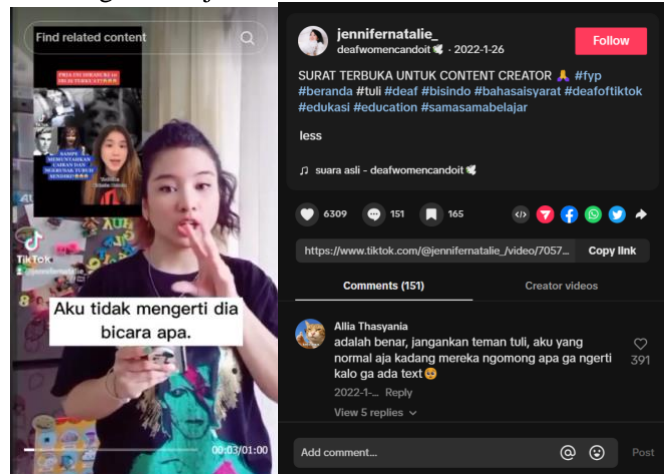 Find related content
PRIA INI DIJADIKAN
TikTok
Aku tidak mengerti dia
bicara apa.
00:03/01:00
jennifernatalie_
deafwomencandoit · 2022-1-26
Follow
SURAT TERBUKA UNTUK CONTENT CREATOR 🙏 #fyp
#beranda #tuli #deaf #bisindo #bahasaisyarat #deafoftiktok
#edukasi #education #samasamabelajar
less
suara asli - deafwomencandoit
6309
151
165
https://www.tiktok.com/@jennifernatalie_/video/7057...
Copy link
Comments (151)
Creator videos
Allia Thasyania
adalah benar, jangankan teman tuli, aku yang
normal aja kadang mereka ngomong apa ga ngerti
kalo ga ada text🥺
391
2022-1-... Reply
View 5 replies
Add comment...
Post